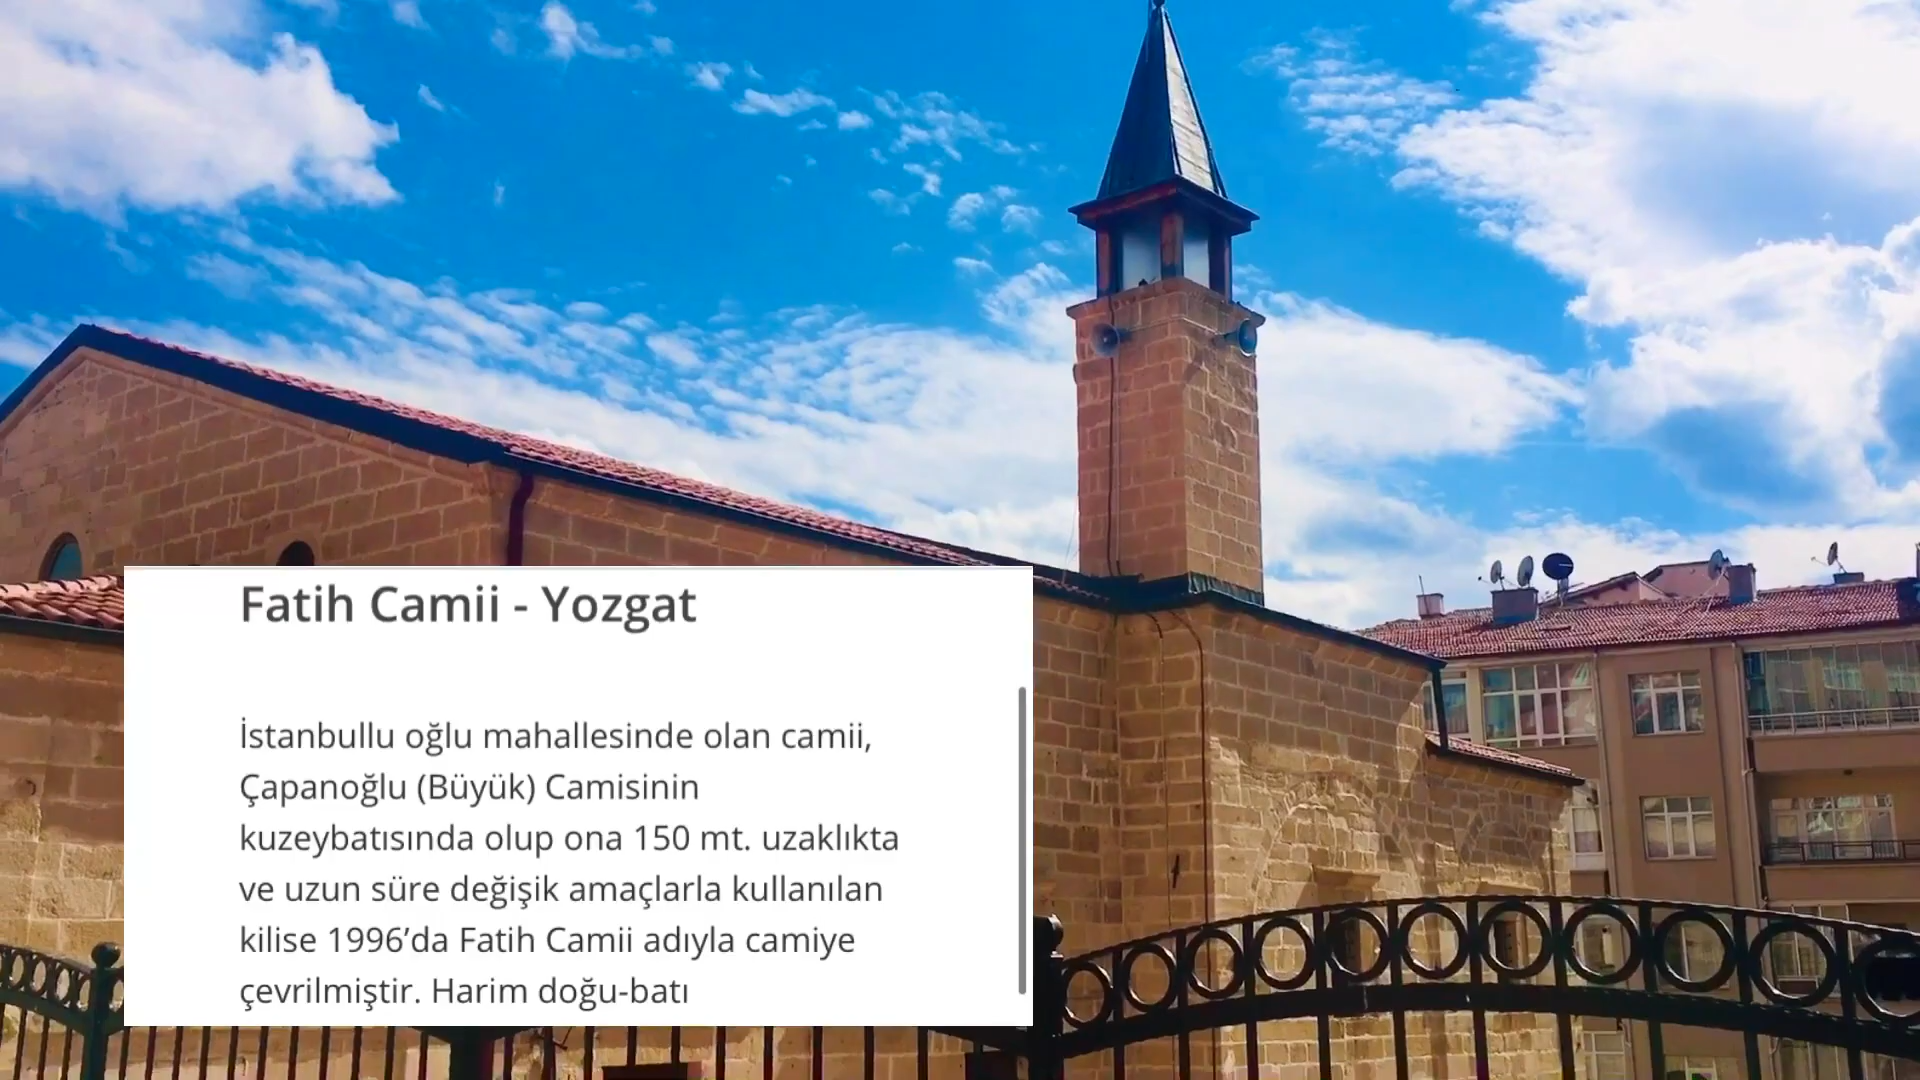 Fatih Camii - Yozgat
İstanbullu oğlu mahallesinde olan camii,
Çapanoğlu (Büyük) Camisinin
kuzeybatısında olup ona 150 mt. uzaklıkta
ve uzun süre değişik amaçlarla kullanılan
kilise 1996’da Fatih Camii adıyla camiye
çevrilmiştir. Harim doğu-batı